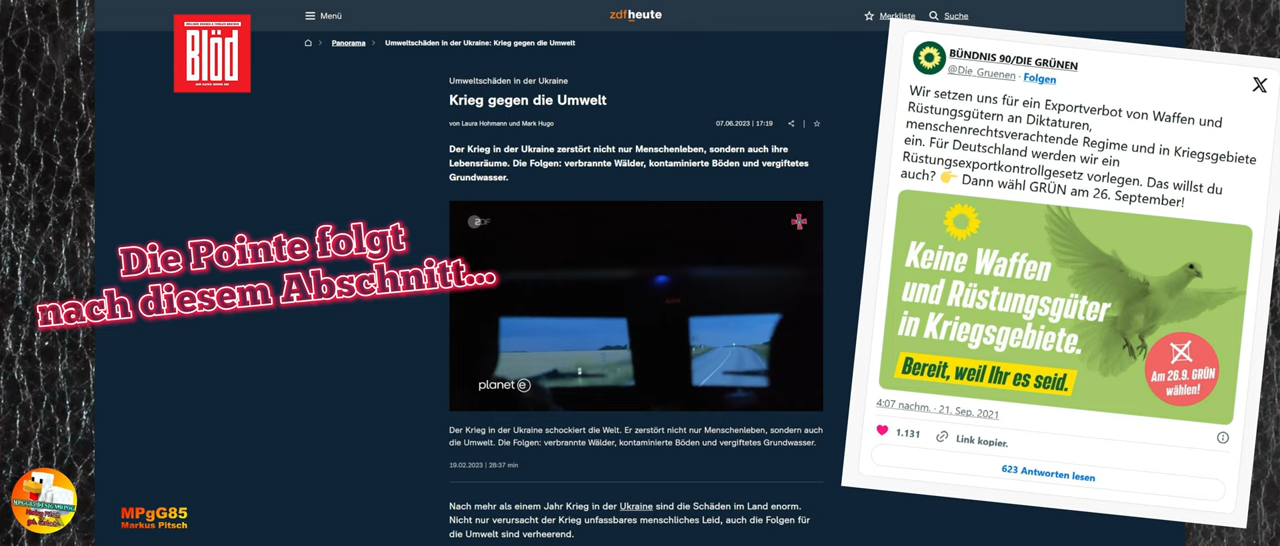 Blöd
Menü
zdfheute
Merkliste
Suche
Panorama
Umweltschäden in der Ukraine: Krieg gegen die Umwelt
Umweltschäden in der Ukraine
Krieg gegen die Umwelt
von Laura Hohmann und Mark Hugo
07.06.2023 | 17:19
Der Krieg in der Ukraine zerstört nicht nur Menschenleben, sondern auch ihre
Lebensräume. Die Folgen: verbrannte Wälder, kontaminierte Böden und vergiftetes
Grundwasser.
ZDF
planet e
Der Krieg in der Ukraine schockiert die Welt. Er zerstört nicht nur Menschenleben, sondern auch
die Umwelt. Die Folgen: verbrannte Wälder, kontaminierte Böden und vergiftetes Grundwasser.
19.02.2023 | 28:37 min
Nach mehr als einem Jahr Krieg in der Ukraine sind die Schäden im Land enorm.
Nicht nur verursacht der Krieg unfassbares menschliches Leid, auch die Folgen für
die Umwelt sind verheerend.
Die Pointe folgt
nach diesem Abschnitt...
MPgG85
Markus Pitsch
BÜNDNIS 90/DIE GRÜNEN
@Die_Gruenen · Folgen
Wir setzen uns für ein Exportverbot von Waffen und
Rüstungsgütern an Diktaturen,
menschenrechtsverachtende Regime und in Kriegsgebiete
ein. Für Deutschland werden wir ein
Rüstungsexportkontrollgesetz vorlegen. Das willst du
auch? 👉 Dann wähl GRÜN am 26. September!
Keine Waffen
und Rüstungsgüter
in Kriegsgebiete.
Bereit, weil Ihr es seid.
Am 26.9. GRÜN
wählen!
4:07 nachm. · 21. Sep. 2021
1.131
Link kopier.
623 Antworten lesen